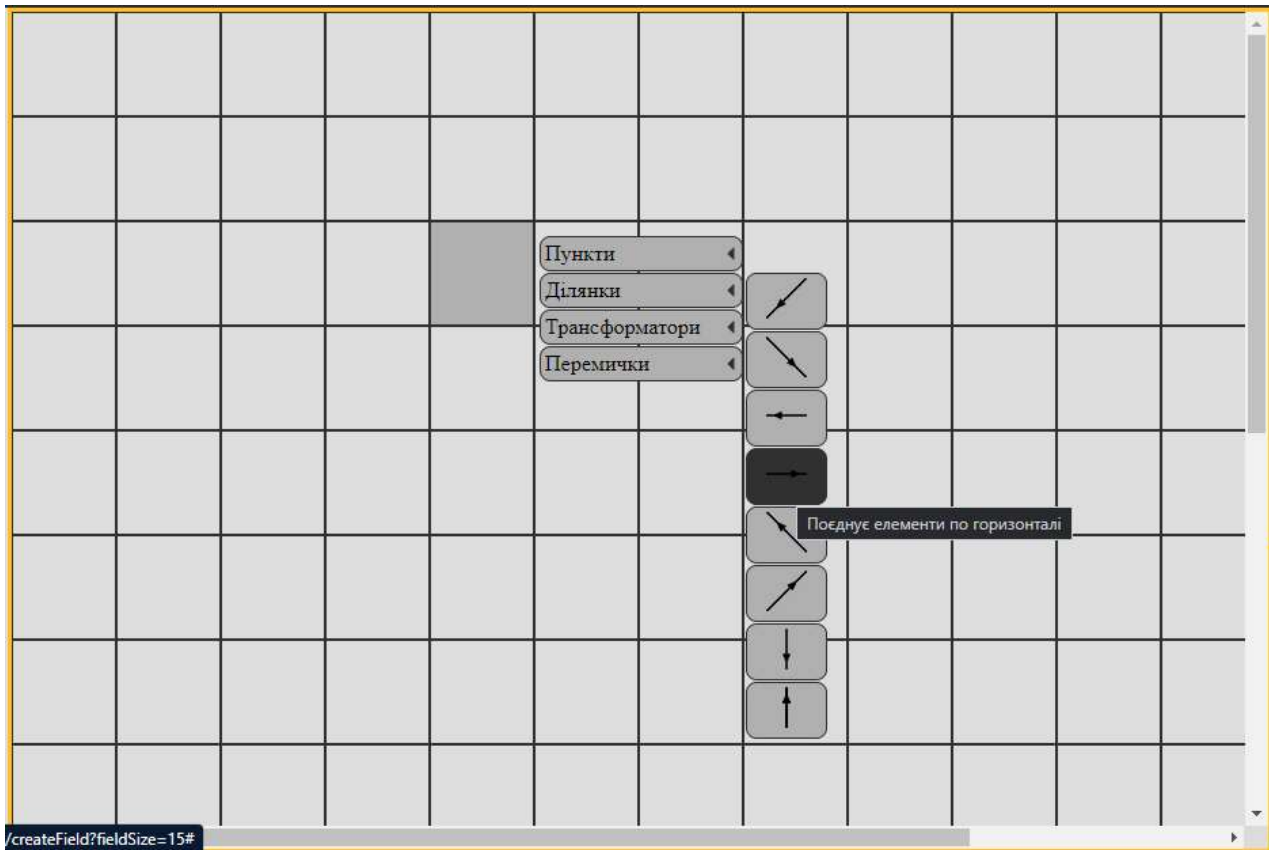 Пункти
Ділянки
Трансформатори
Перемички
Поєднує елементи по горизонталі
/createField?fieldSize=15#